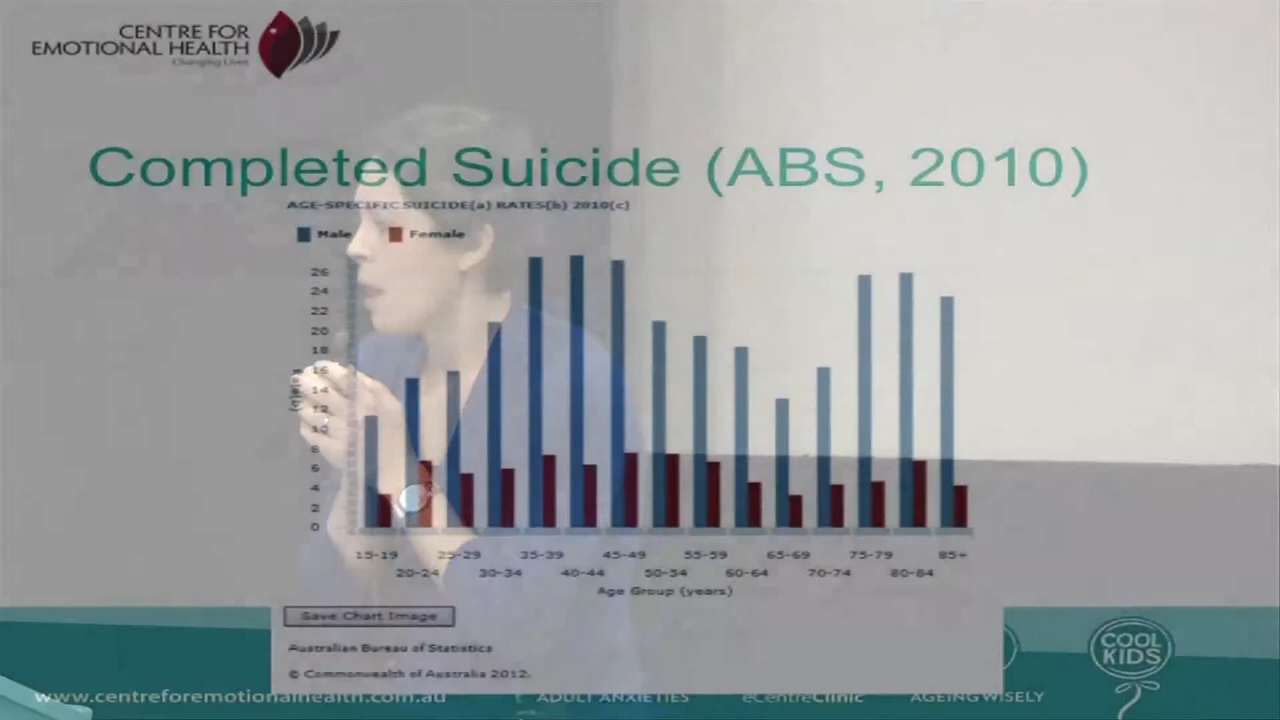 CENTRE FOR
EMOTIONAL HEALTH
Changing Lives
Completed Suicide (ABS, 2010)
AGE-SPECIFIC SUICIDE(a) RATES(b) 2010(c)
Male Female
26
24
22
20
18
16
14
12
10
8
6
4
2
0
Rate(b)
15-19 25-29 35-39 45-49 55-59 65-69 75-79 85+
20-24 30-34 40-44 50-54 60-64 70-74 80-84
Age Group (years)
Save Chart Image
Australian Bureau of Statistics
© Commonwealth of Australia 2012.
COOL
KIDS
www.centreforemotionalhealth.com.au ADULT ANXIETIES eCentreClinic AGEING WISELY